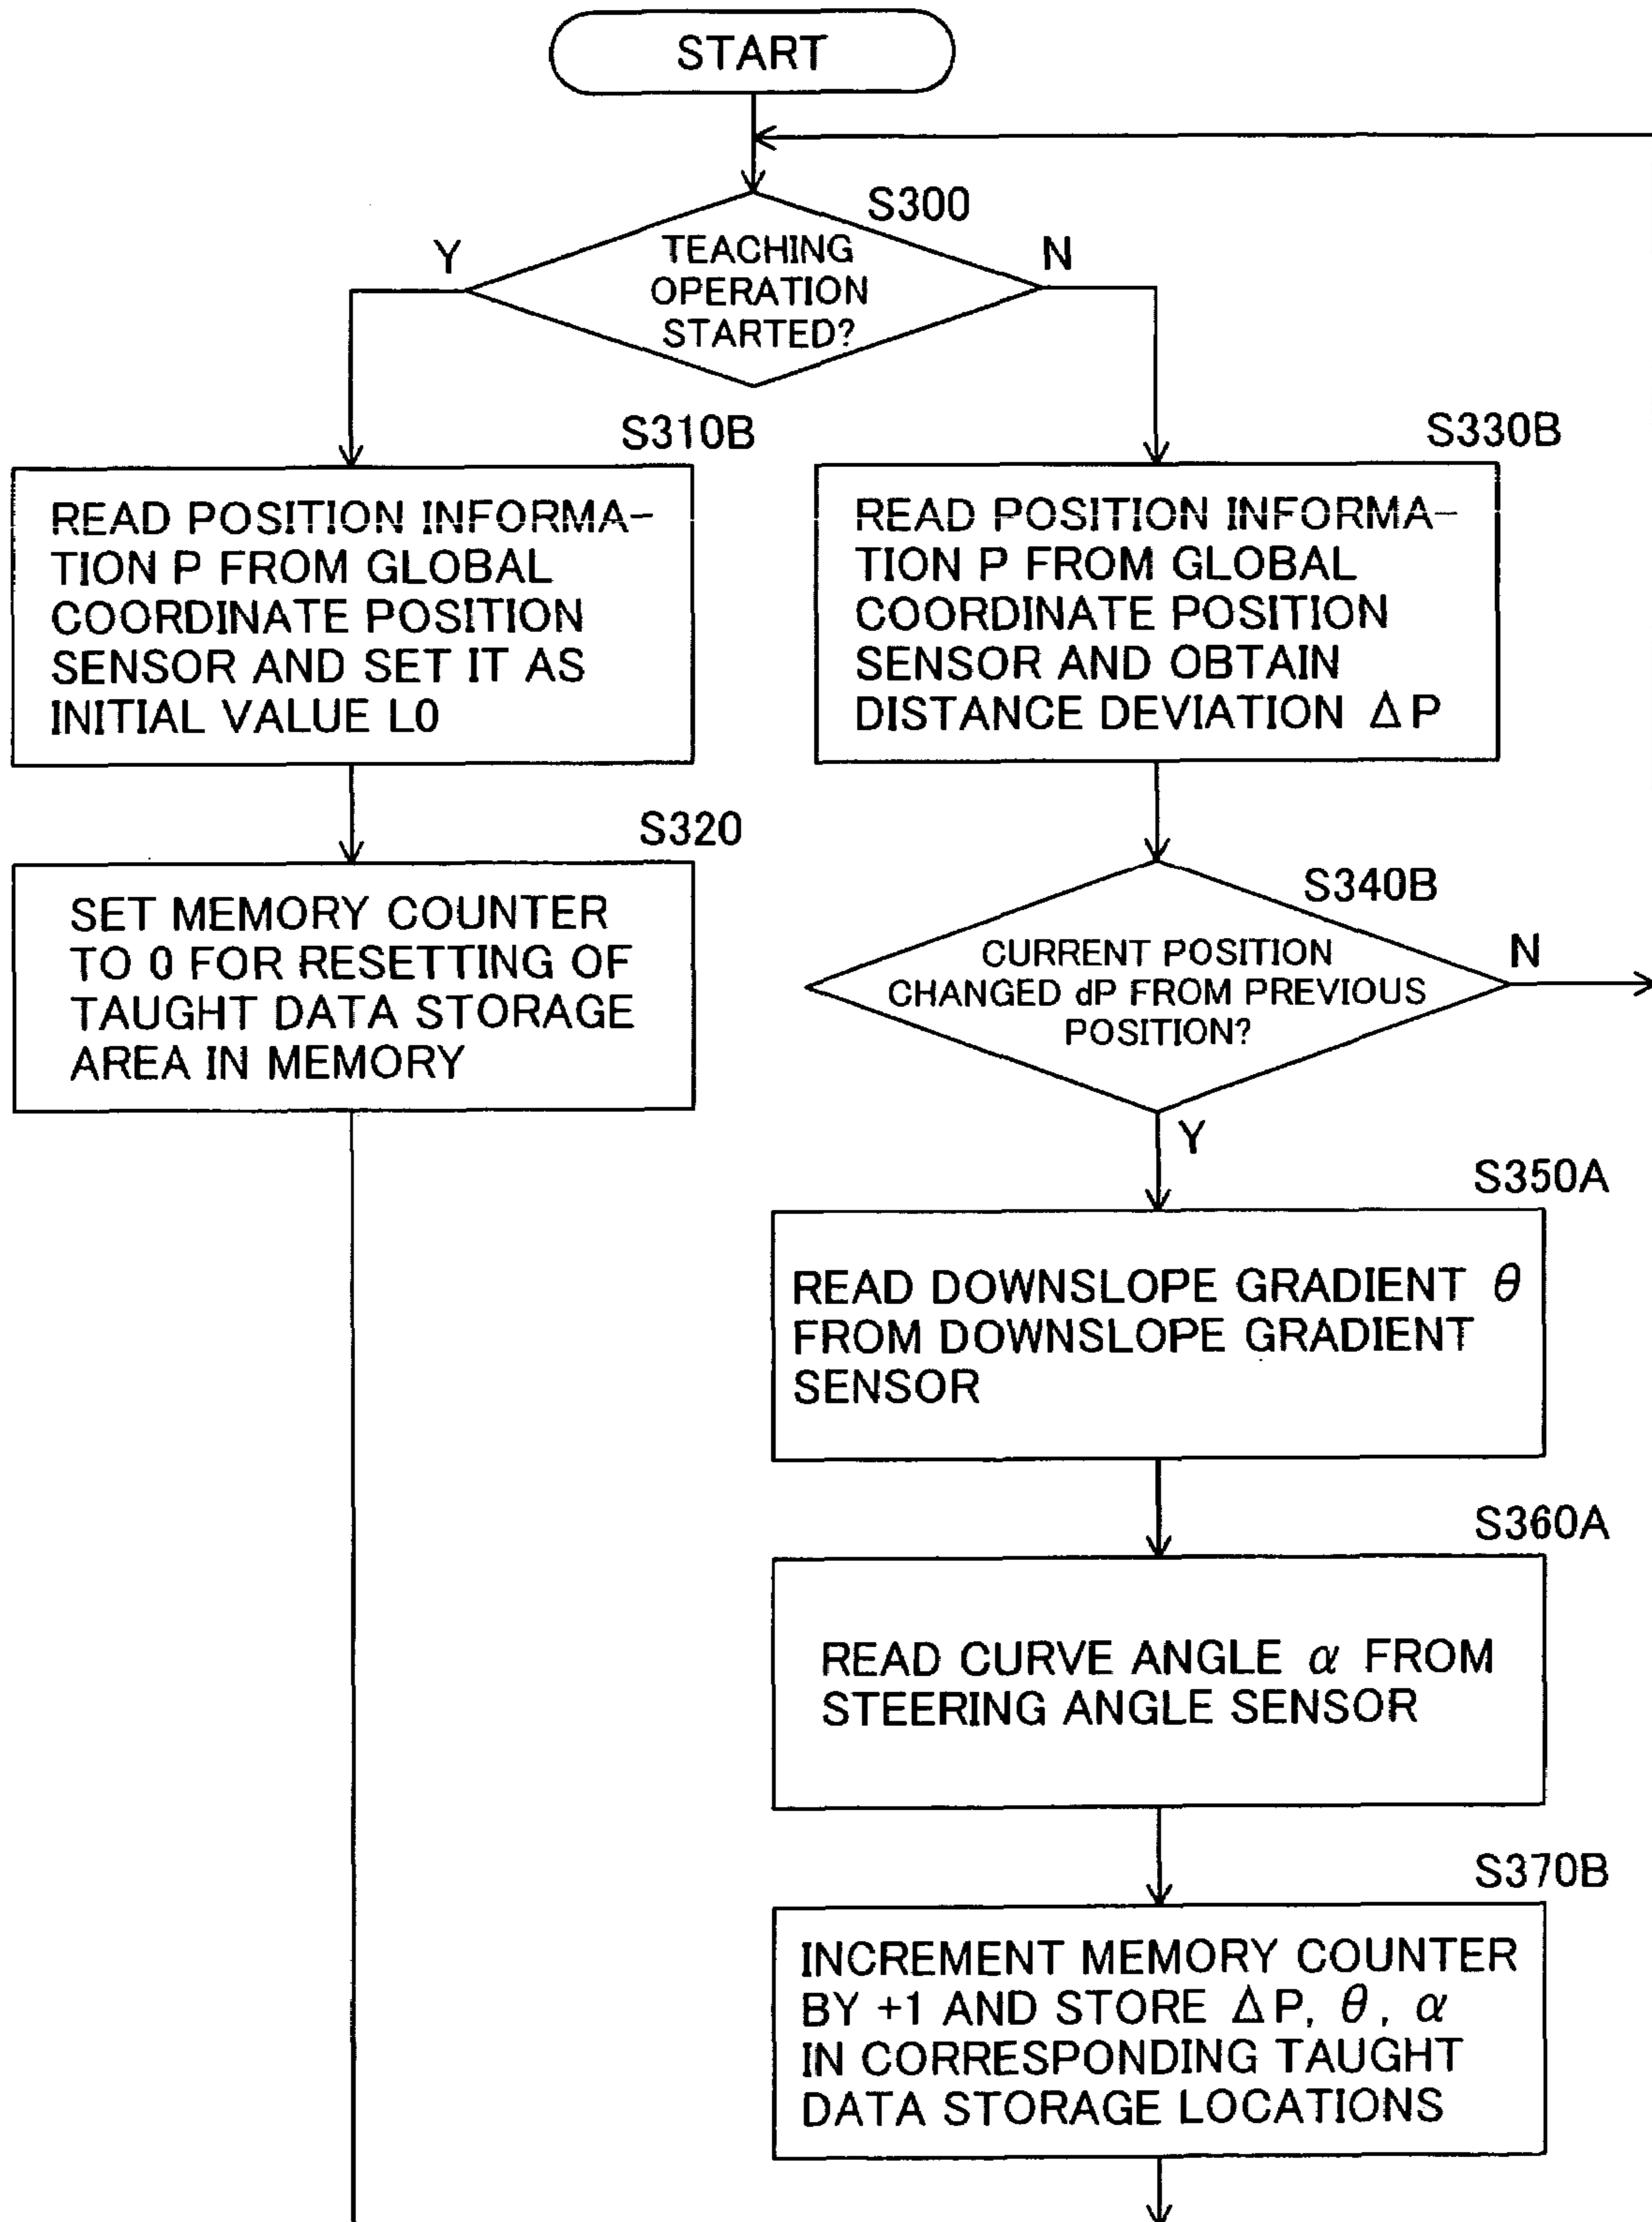 START
S300
TEACHING
OPERATION
STARTED?
Y
N
S310B
READ POSITION INFORMA-
TION P FROM GLOBAL
COORDINATE POSITION
SENSOR AND SET IT AS
INITIAL VALUE L0
S320
SET MEMORY COUNTER
TO 0 FOR RESETTING OF
TAUGHT DATA STORAGE
AREA IN MEMORY
S330B
READ POSITION INFORMA-
TION P FROM GLOBAL
COORDINATE POSITION
SENSOR AND OBTAIN
DISTANCE DEVIATION ΔP
S340B
CURRENT POSITION
CHANGED dP FROM PREVIOUS
POSITION?
N
Y
S350A
READ DOWNSLOPE GRADIENT θ
FROM DOWNSLOPE GRADIENT
SENSOR
S360A
READ CURVE ANGLE α FROM
STEERING ANGLE SENSOR
S370B
INCREMENT MEMORY COUNTER
BY +1 AND STORE ΔP, θ, α
IN CORRESPONDING TAUGHT
DATA STORAGE LOCATIONS